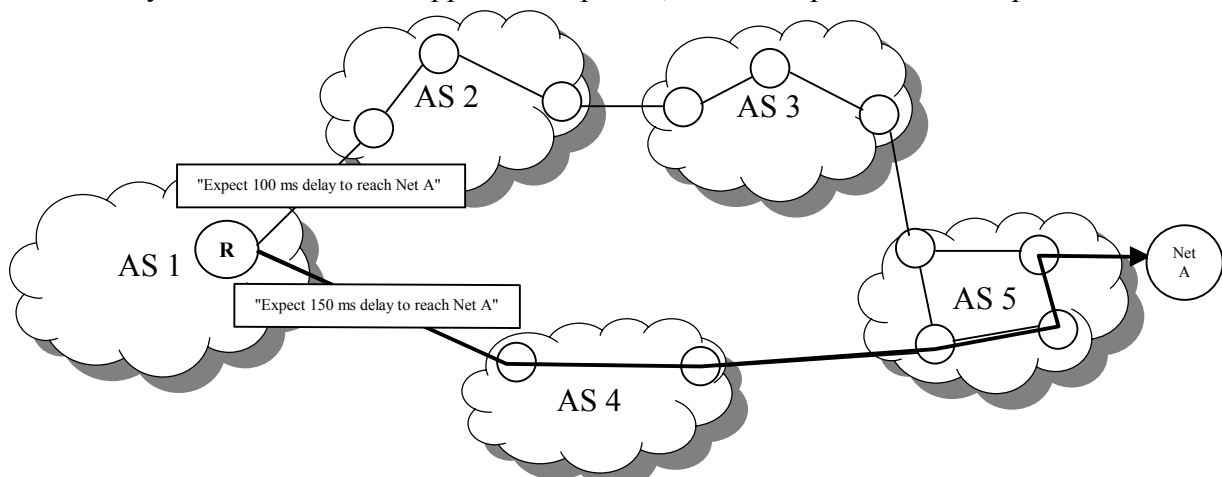 AS 2
AS 3
"Expect 100 ms delay to reach Net A"
R
AS 1
Net
A
"Expect 150 ms delay to reach Net A"
AS 5
AS 4